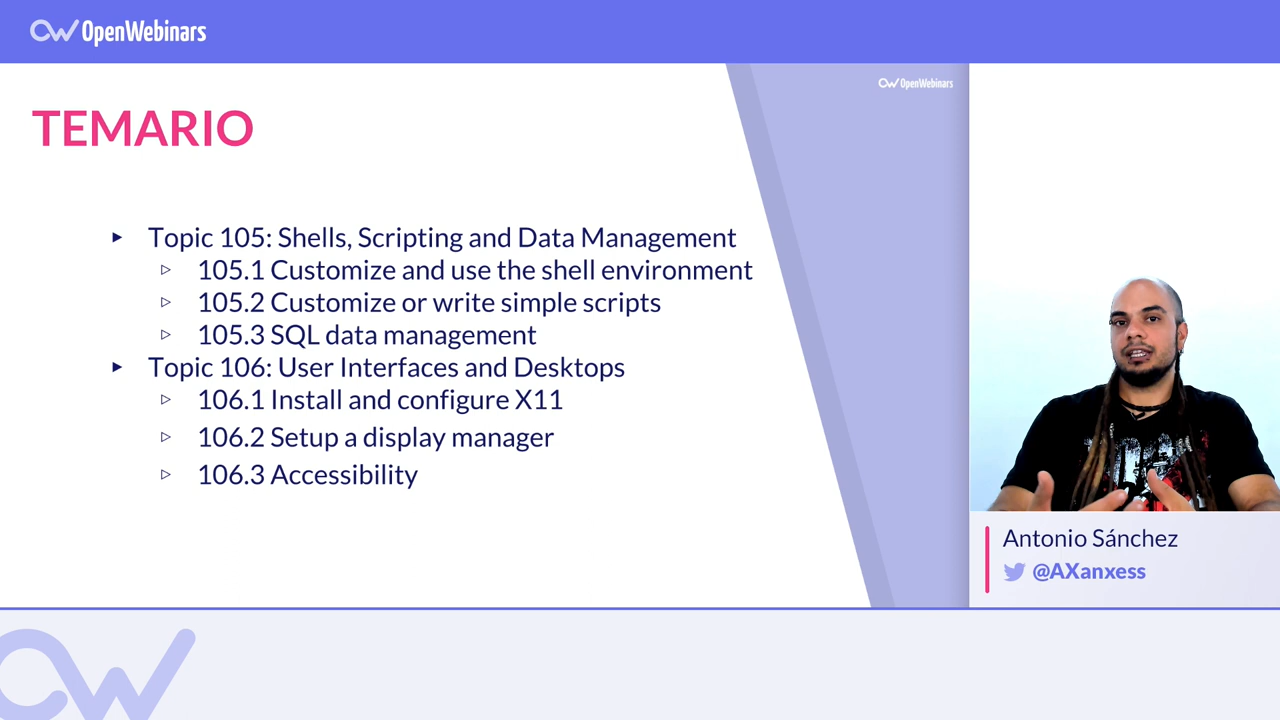 OpenWebinars
OpenWebinars
TEMARIO
Topic 105: Shells, Scripting and Data Management
105.1 Customize and use the shell environment
105.2 Customize or write simple scripts
105.3 SQL data management
Topic 106: User Interfaces and Desktops
106.1 Install and configure X11
106.2 Setup a display manager
106.3 Accessibility
Antonio Sánchez
@AXanxess